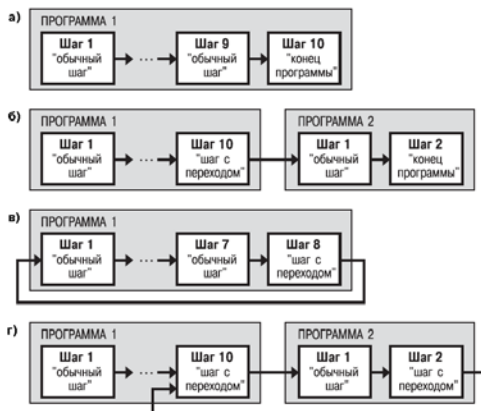 а)
ПРОГРАММА 1
Шаг 1
"обычный
шаг"
...
Шаг 9
"обычный
шаг"
Шаг 10
"конец
программы"
б)
ПРОГРАММА 1
Шаг 1
"обычный
шаг"
...
Шаг 10
"шаг с
переходом"
ПРОГРАММА 2
Шаг 1
"обычный
шаг"
Шаг 2
"конец
программы"
в)
ПРОГРАММА 1
Шаг 1
"обычный
шаг"
...
Шаг 7
"обычный
шаг"
Шаг 8
"шаг с
переходом"
г)
ПРОГРАММА 1
Шаг 1
"обычный
шаг"
...
Шаг 10
"шаг с
переходом"
ПРОГРАММА 2
Шаг 1
"обычный
шаг"
Шаг 2
"шаг с
переходом"